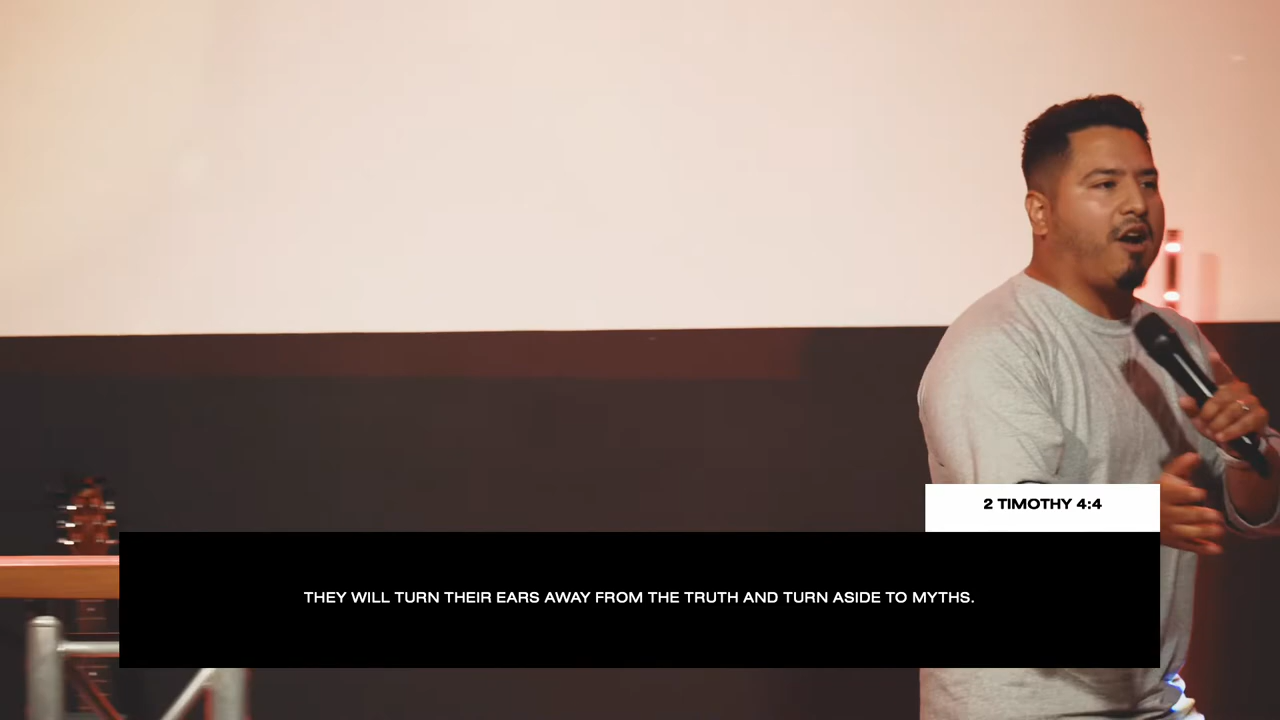 2 TIMOTHY 4:4
THEY WILL TURN THEIR EARS AWAY FROM THE TRUTH AND TURN ASIDE TO MYTHS.